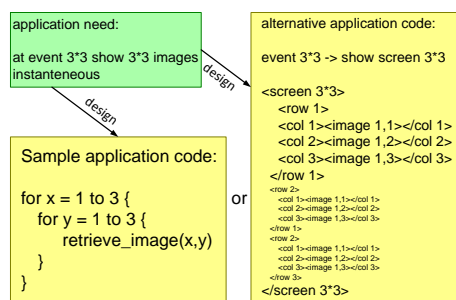 application need:
at event 3*3 show 3*3 images
instantaneous
design
design
Sample application code:
for x = 1 to 3 {
for y = 1 to 3 {
retrieve_image(x,y)
}
}
or
alternative application code:
event 3*3 -> show screen 3*3
<screen 3*3>
<row 1>
<col 1><image 1,1></col 1>
<col 2><image 1,2></col 2>
<col 3><image 1,3></col 3>
</row 1>
<row 2>
<col 1><image 1,1></col 1>
<col 2><image 1,2></col 2>
<col 3><image 1,3></col 3>
</row 1>
<row 2>
<col 1><image 1,1></col 1>
<col 2><image 1,2></col 2>
<col 3><image 1,3></col 3>
</row 3>
</screen 3*3>